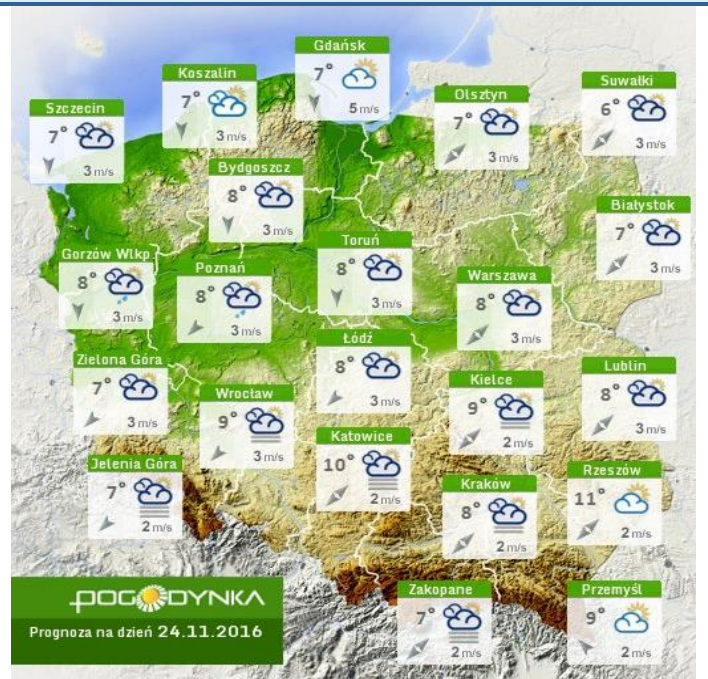 Gdańsk
7°
5 m/s
Koszalin
7°
3 m/s
Suwałki
6°
3 m/s
Olsztyn
7°
3 m/s
Szczecin
7°
3 m/s
Bydgoszcz
8°
3 m/s
Białystok
7°
3 m/s
Toruń
8°
3 m/s
Gorzów Wlkp
8°
3 m/s
Poznań
8°
3 m/s
Warszawa
8°
3 m/s
Łódź
8°
3 m/s
Zielona Góra
7°
3 m/s
Lublin
8°
3 m/s
Kielce
9°
2 m/s
Wrocław
9°
3 m/s
Katowice
10°
2 m/s
Jelenia Góra
7°
2 m/s
Rzeszów
11°
2 m/s
Kraków
8°
2 m/s
Zakopane
7°
2 m/s
Przemyśl
9°
2 m/s
POGODYNKA
Prognoza na dzień 24.11.2016